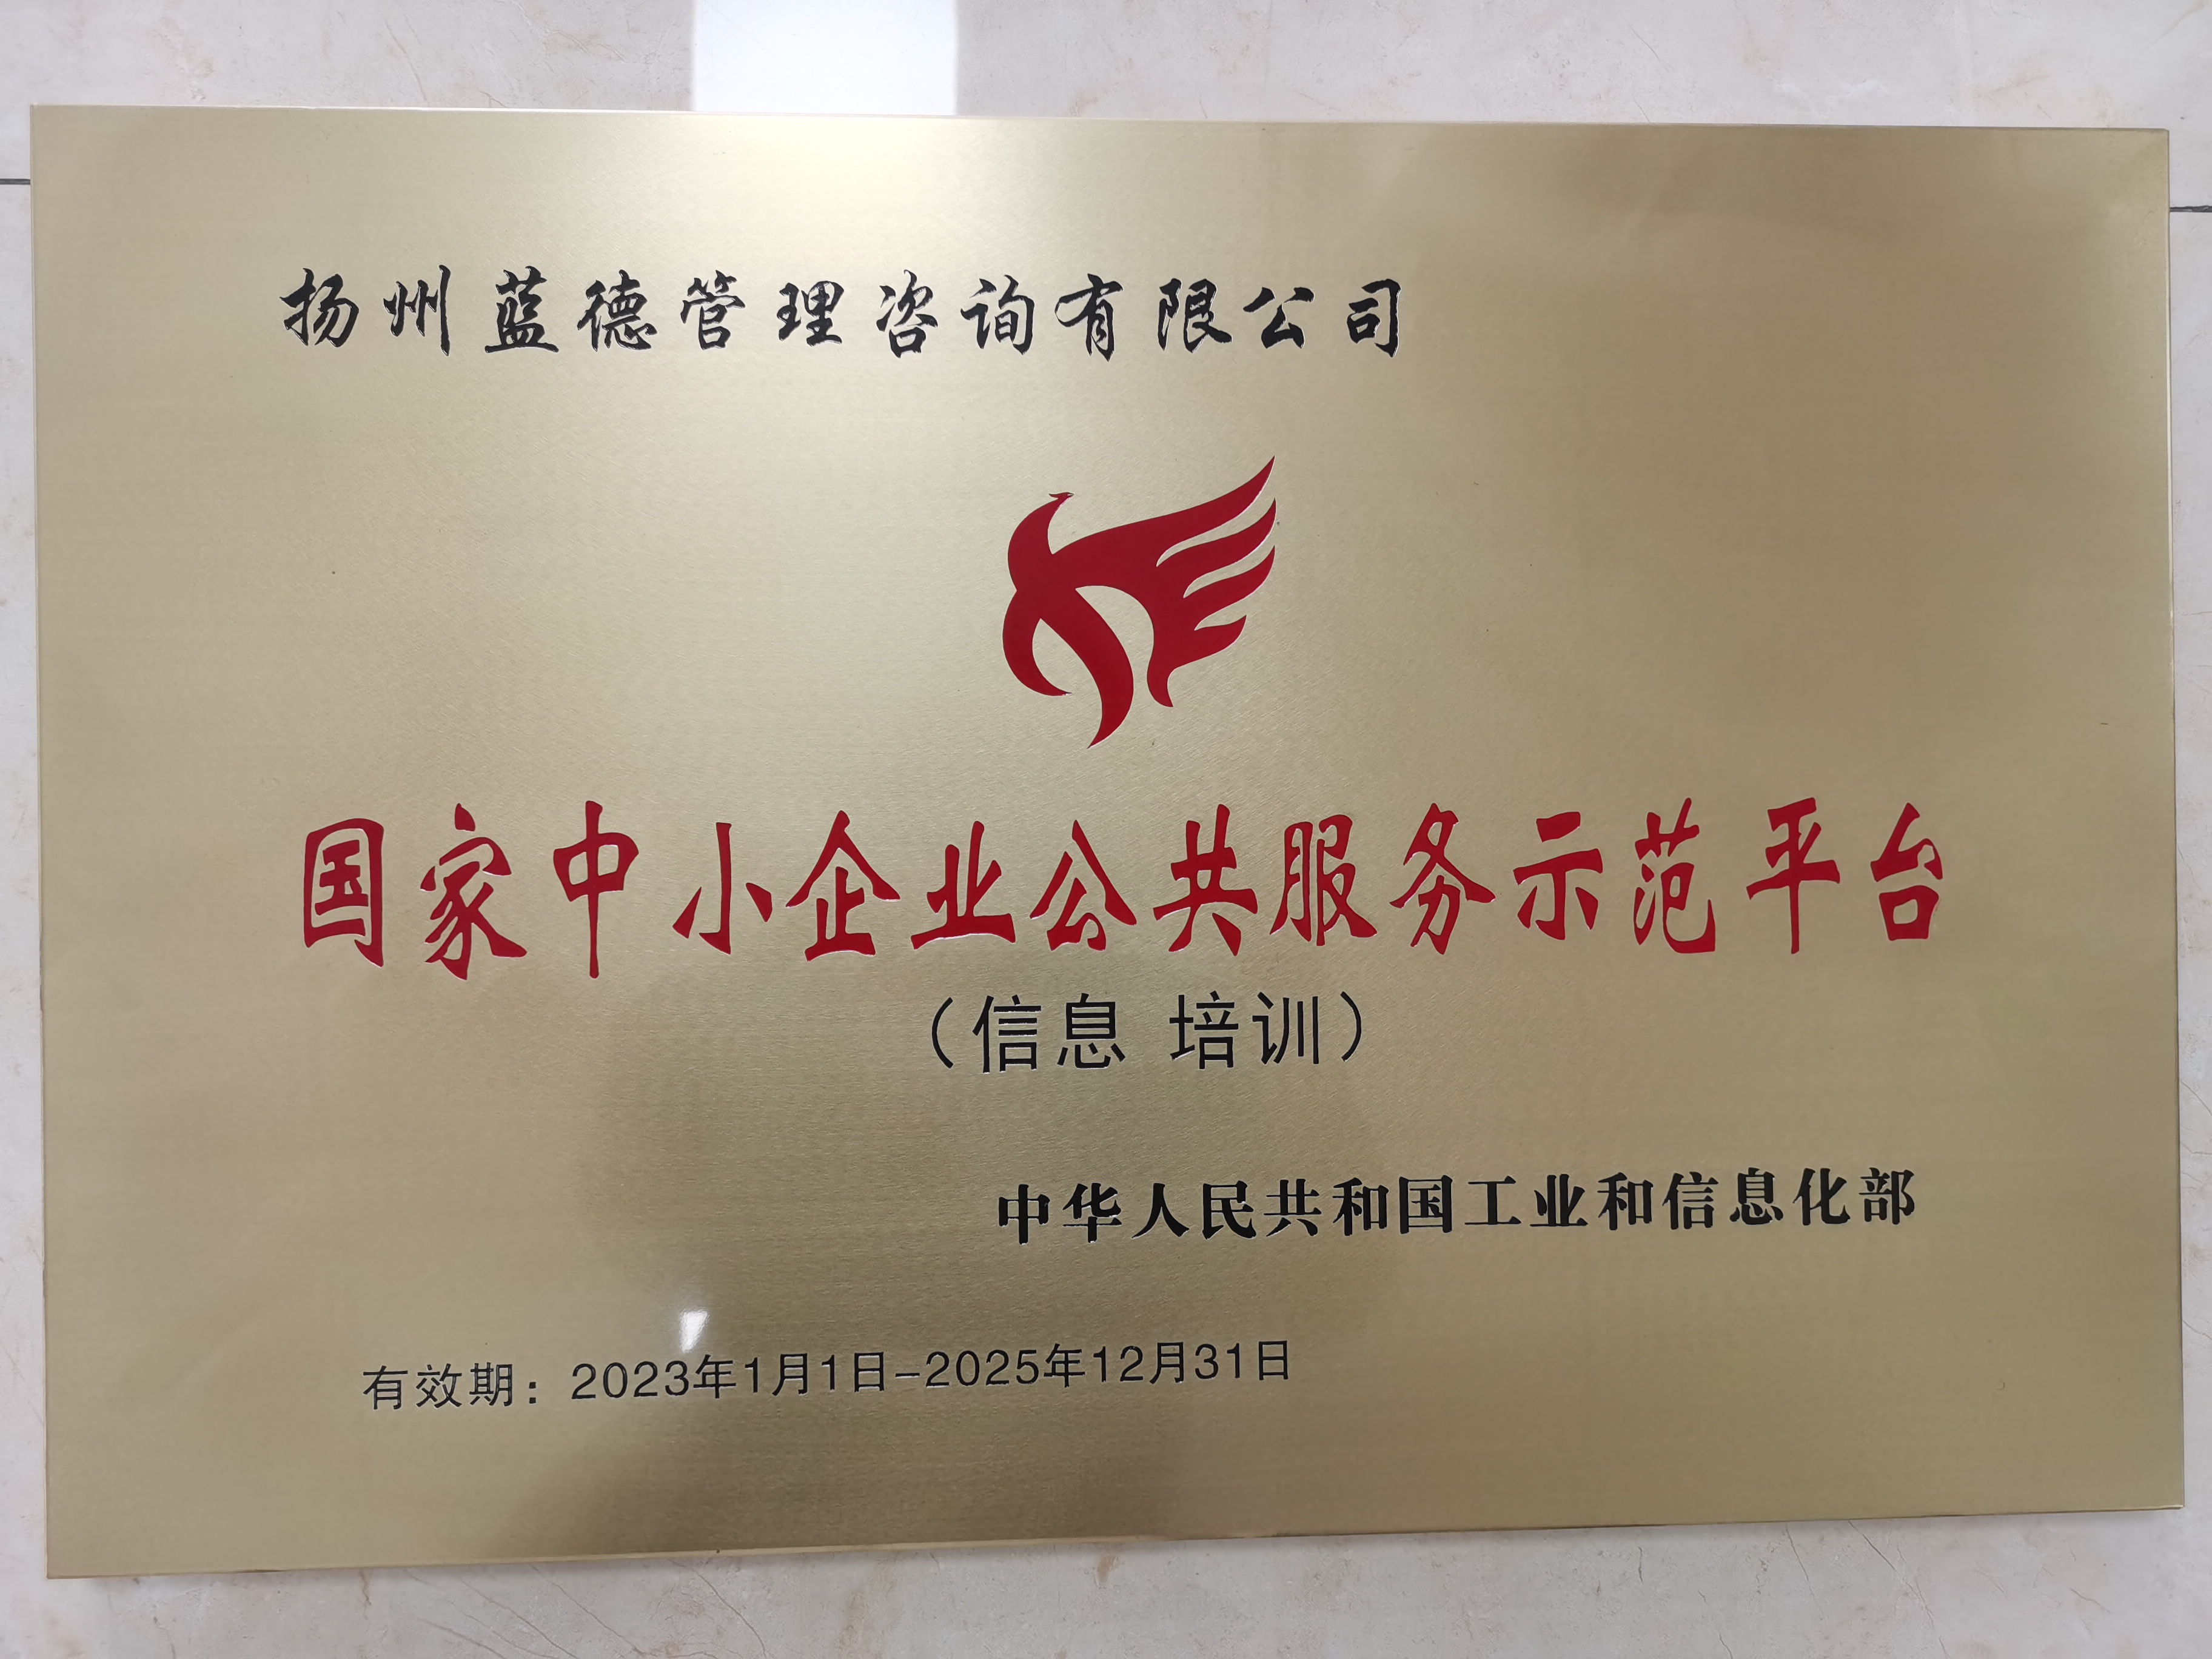 扬州蓝德管理咨询有限公司
国家中小企业公共服务示范平台
（信息 培训）
中华人民共和国工业和信息化部
有效期：2023年1月1日-2025年12月31日